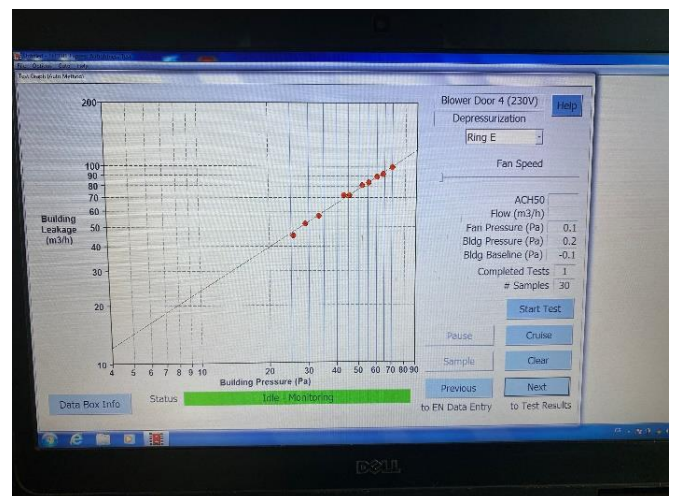 Test Graph (Auto Method)
Blower Door 4 (230V)
Help
Depressurization
Ring E
Fan Speed
ACH50
Flow (m3/h)
Fan Pressure (Pa) 0.1
Bldg Pressure (Pa) 0.2
Bldg Baseline (Pa) -0.1
Completed Tests 1
# Samples 30
Start Test
Pause Cruise
Sample Clear
Previous Next
to EN Data Entry to Test Results
200
100
90
80
70
60
50
40
30
20
10
Building
Leakage
(m3/h)
4 5 6 7 8 9 10 20 30 40 50 60 70 80 90
Building Pressure (Pa)
Data Box Info
Status Idle - Monitoring
DELL